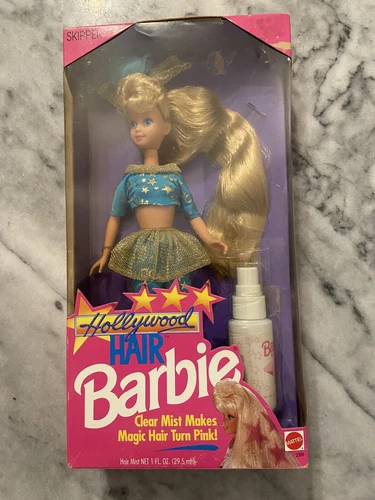 SKIPPER
Hollywood
HAIR™
Barbie
Clear Mist Makes
Magic Hair Turn Pink!
Hair Mist NET 1 FL. OZ. (29.5 ml)
MATTEL